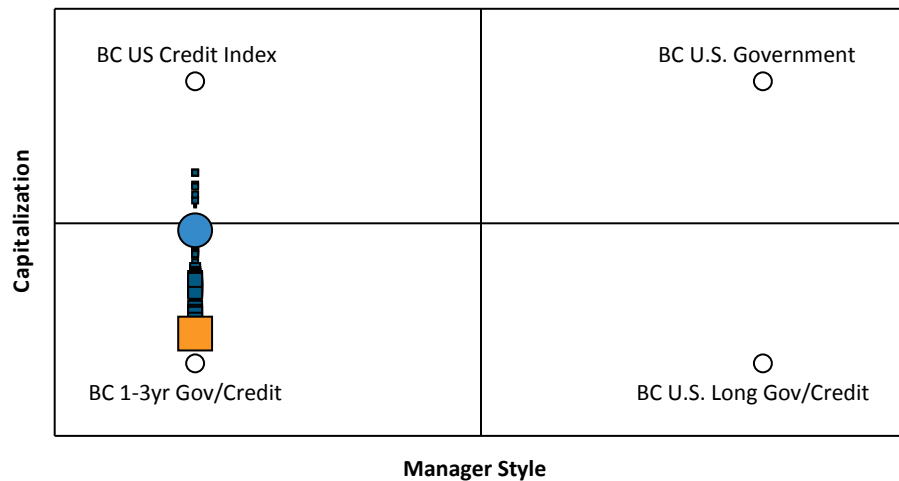 BC US Credit Index
BC U.S. Government
Capitalization
BC 1-3yr Gov/Credit
BC U.S. Long Gov/Credit
Manager Style